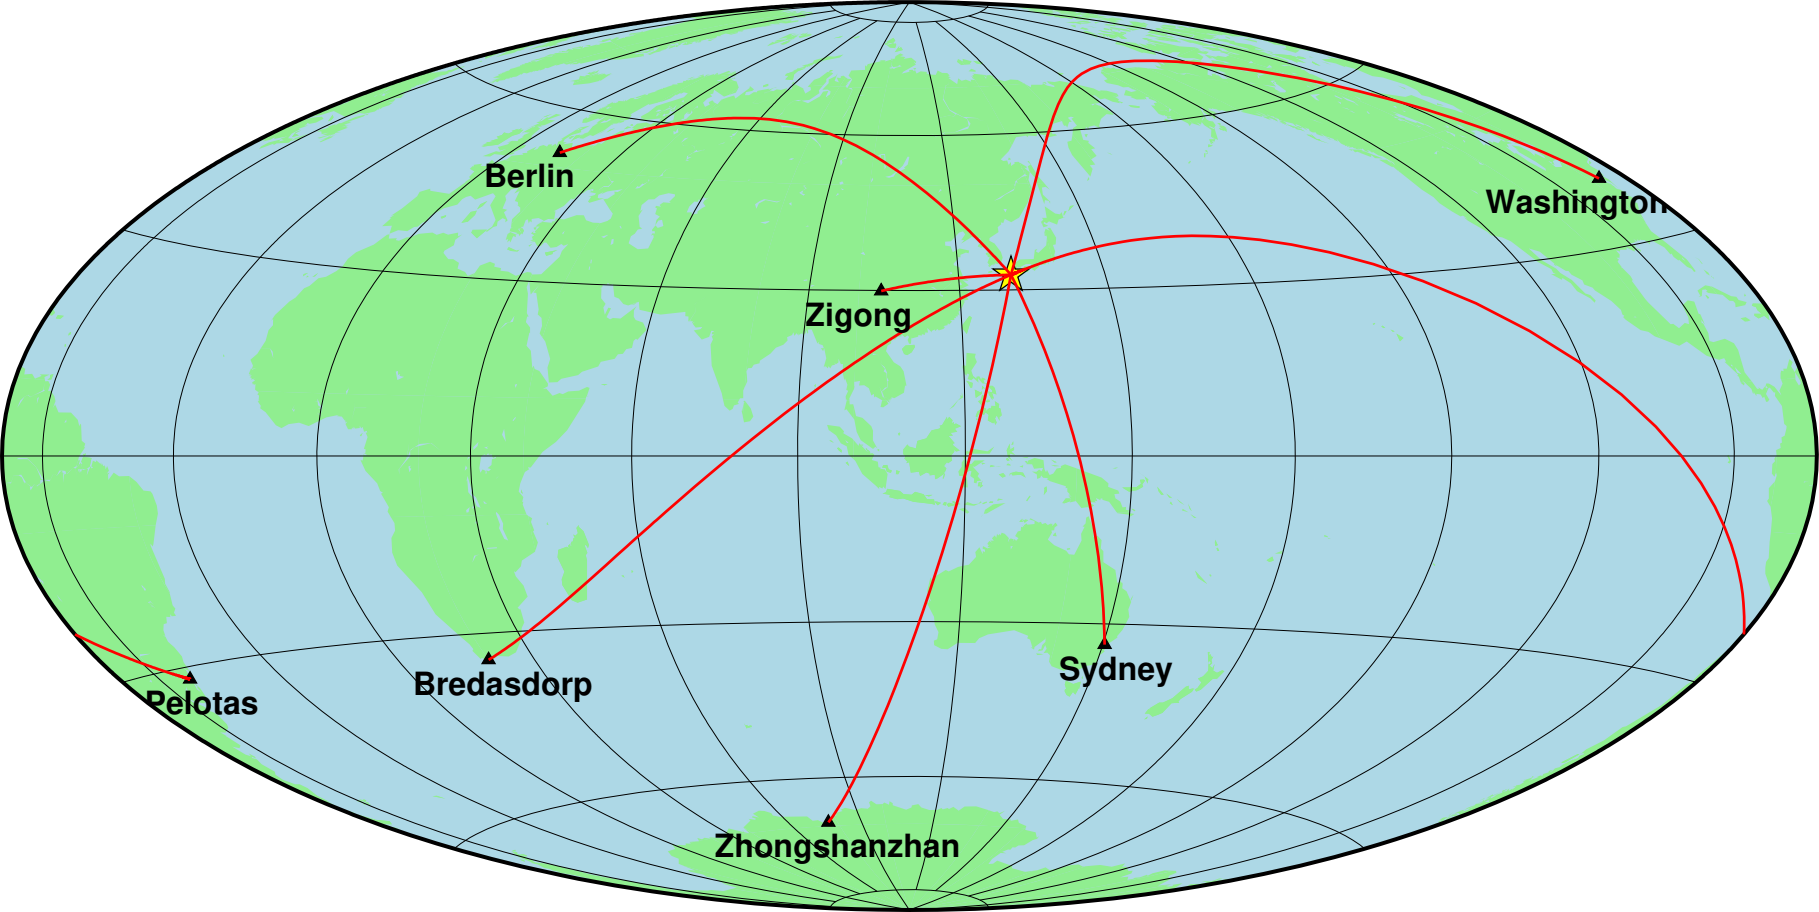 Berlin
Washington
Zigong
Sydney
Bredasdorp
Pelotas
Zhongshanzhan